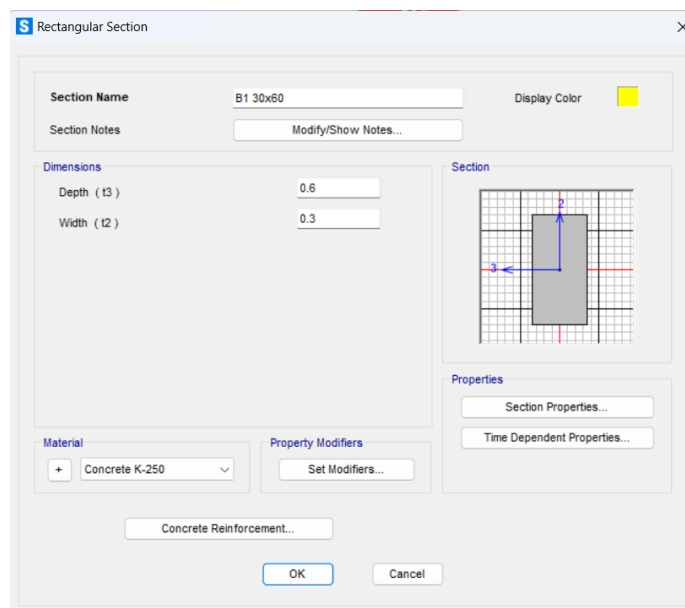 S Rectangular Section
Section Name B1 30x60 Display Color
Section Notes Modify/Show Notes...
Dimensions
Depth ( t3 ) 0.6
Width ( t2 ) 0.3
Section
2
3
Properties
Section Properties...
Time Dependent Properties...
Material
+ Concrete K-250
Property Modifiers
Set Modifiers...
Concrete Reinforcement...
OK Cancel